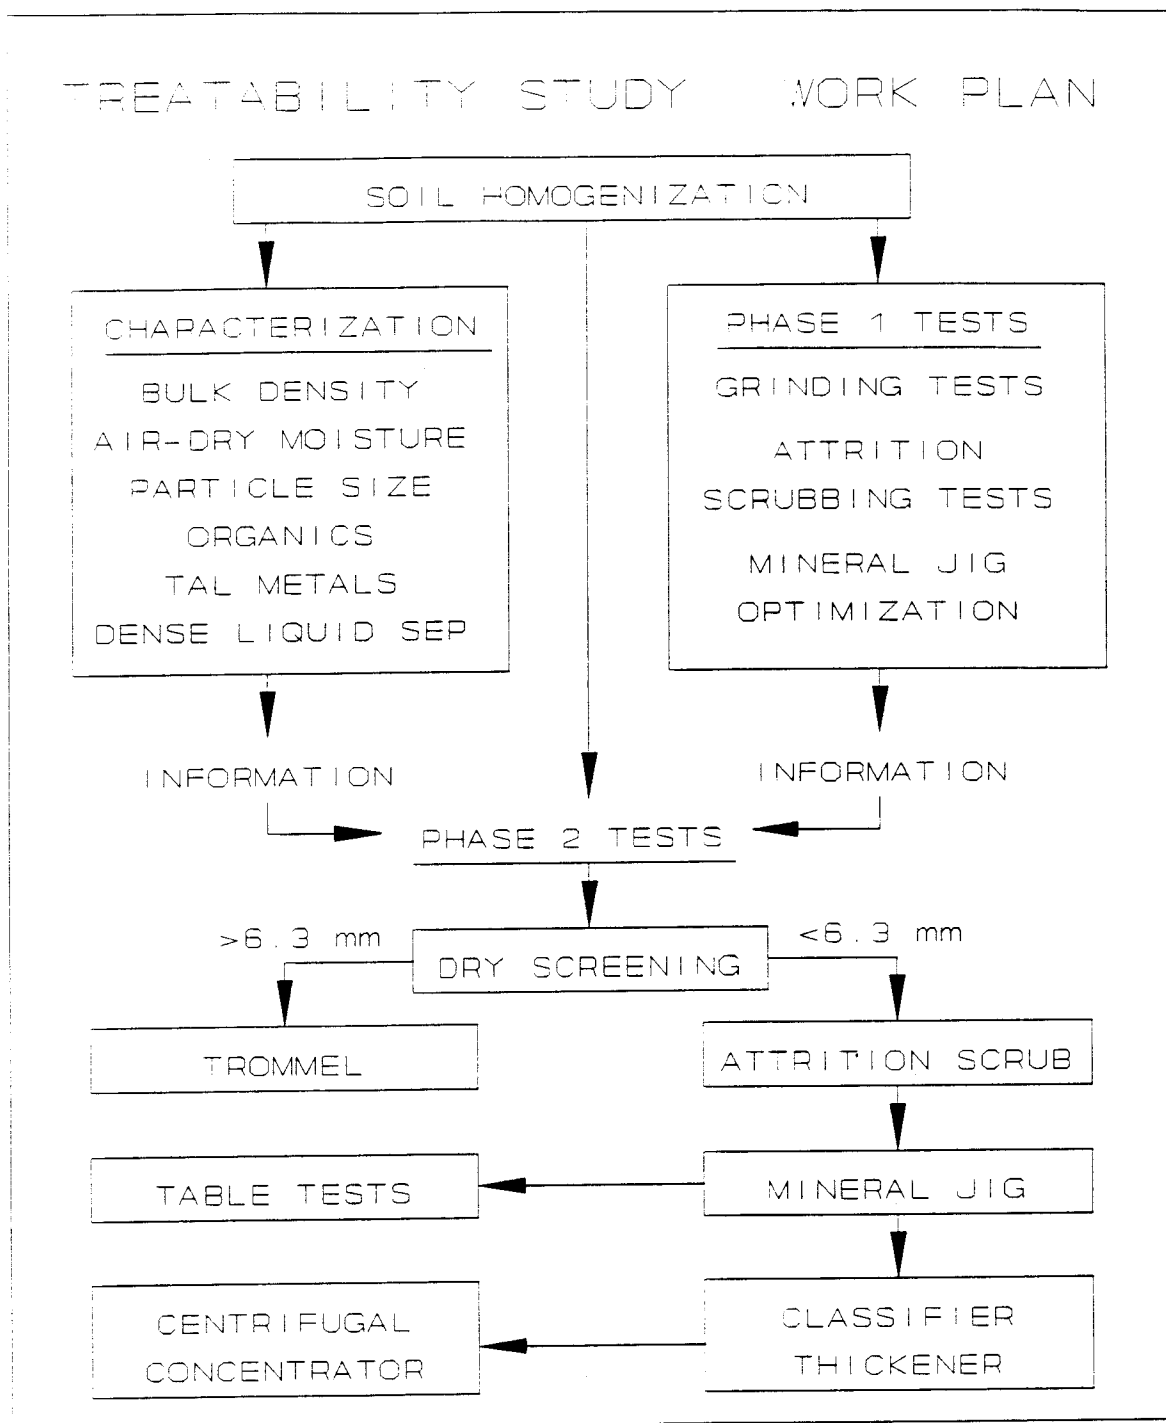 TREATABILITY STUDY WORK PLAN
SOIL HOMOGENIZATION
CHARACTERIZATION
BULK DENSITY
AIR-DRY MOISTURE
PARTICLE SIZE
ORGANICS
TAL METALS
DENSE LIQUID SEP
PHASE 1 TESTS
GRINDING TESTS
ATTRITION
SCRUBBING TESTS
MINERAL JIG
OPTIMIZATION
INFORMATION
INFORMATION
PHASE 2 TESTS
>6.3 mm
<6.3 mm
DRY SCREENING
TROMMEL
ATTRITION SCRUB
TABLE TESTS
MINERAL JIG
CENTRIFUGAL
CONCENTRATOR
CLASSIFIER
THICKENER